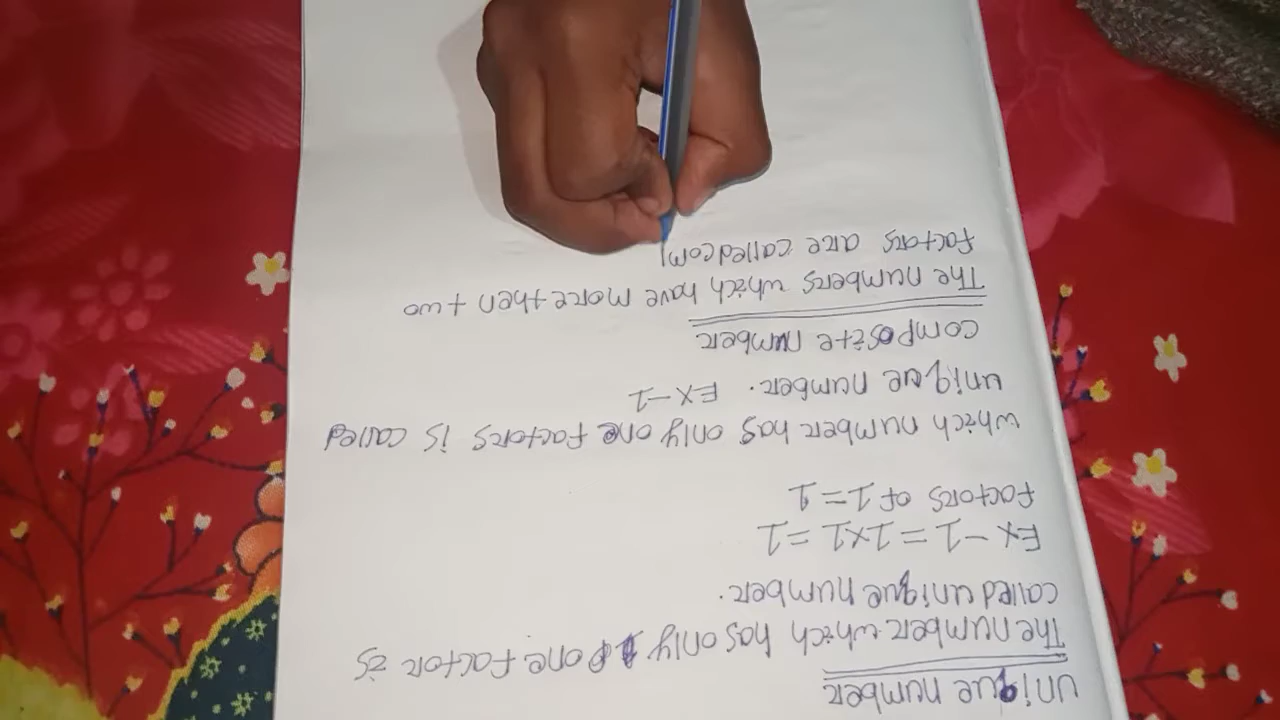 Unique number
The number which has only one factor is
called unique number.
Ex - 1 = 1×1 = 1
Factors of 1 = 1
which number has only one factors is called
unique number. Ex - 1
composite number
The numbers which have more then two
factors are called com